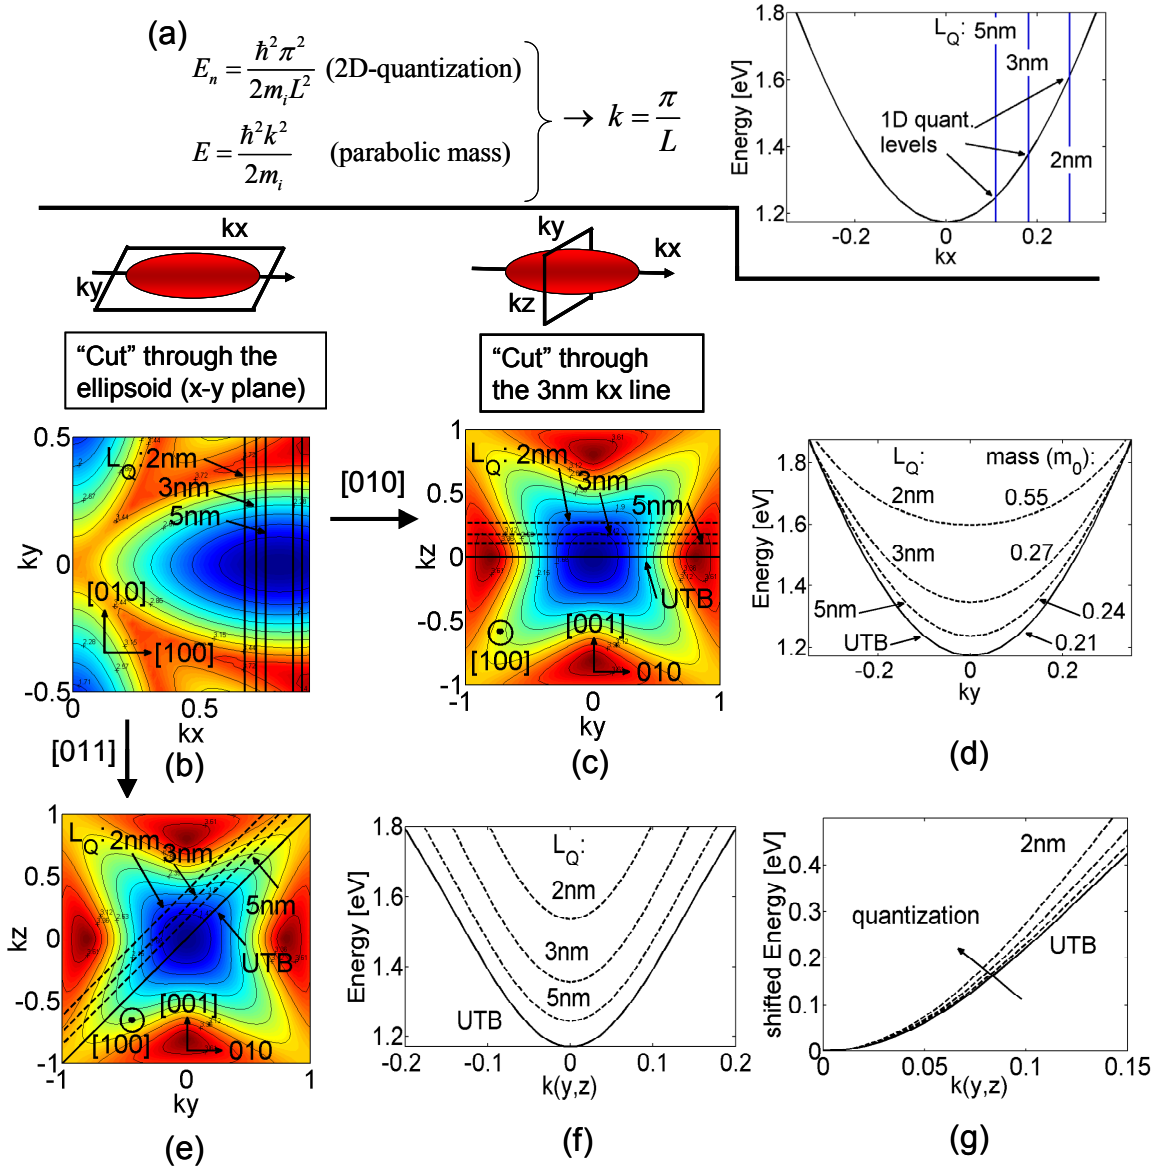 (a)
Eₙ = ħ²π² / 2mᵢL² (2D-quantization)
E = ħ²k² / 2mᵢ (parabolic mass)
→ k = π / L
1.8
1.6
1.4
1.2
Energy [eV]
L_Q: 5nm
3nm
2nm
1D quant.
levels
-0.2 0 0.2
kx
kx
ky
ky
kx
kz
“Cut” through the
ellipsoid (x-y plane)
“Cut” through
the 3nm kx line
0.5
0
-0.5
ky
L_Q: 2nm
3nm
5nm
[010]
[100]
0 0.5
kx
(b)
[010]
[011]
1
0.5
0
-0.5
-1
kz
L_Q: 2nm
3nm
5nm
UTB
[001]
[100]
010
-1 0 1
ky
(c)
1.8
1.6
1.4
1.2
Energy [eV]
L_Q: mass (m₀):
2nm 0.55
3nm 0.27
5nm 0.24
UTB 0.21
-0.2 0 0.2
ky
(d)
1
0.5
0
-0.5
-1
kz
L_Q: 2nm
3nm
5nm
UTB
[001]
[100]
010
-1 0 1
ky
(e)
1.8
1.6
1.4
1.2
Energy [eV]
L_Q:
2nm
3nm
5nm
UTB
-0.2 -0.1 0 0.1 0.2
k(y,z)
(f)
0.4
0.3
0.2
0.1
0
shifted Energy [eV]
2nm
quantization
UTB
0 0.05 0.1 0.15
k(y,z)
(g)